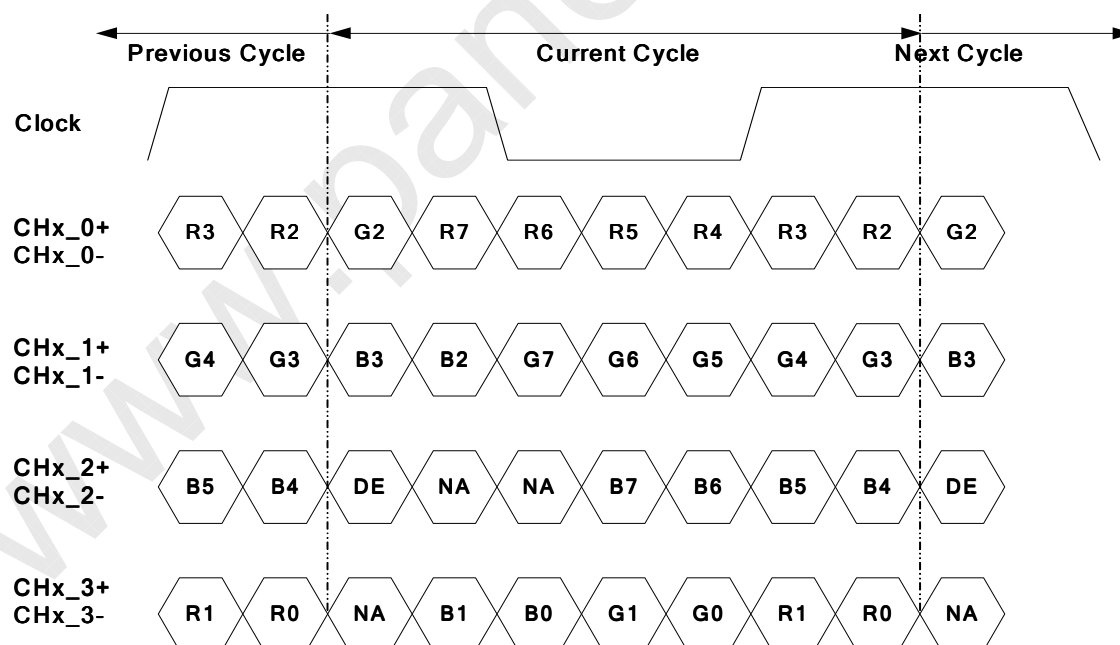 Previous Cycle Current Cycle Next Cycle
Clock
CHx_0+ R3 R2 G2 R7 R6 R5 R4 R3 R2 G2
CHx_0-
CHx_1+ G4 G3 B3 B2 G7 G6 G5 G4 G3 B3
CHx_1-
CHx_2+ B5 B4 DE NA NA B7 B6 B5 B4 DE
CHx_2-
CHx_3+ R1 R0 NA B1 B0 G1 G0 R1 R0 NA
CHx_3-
www.pan